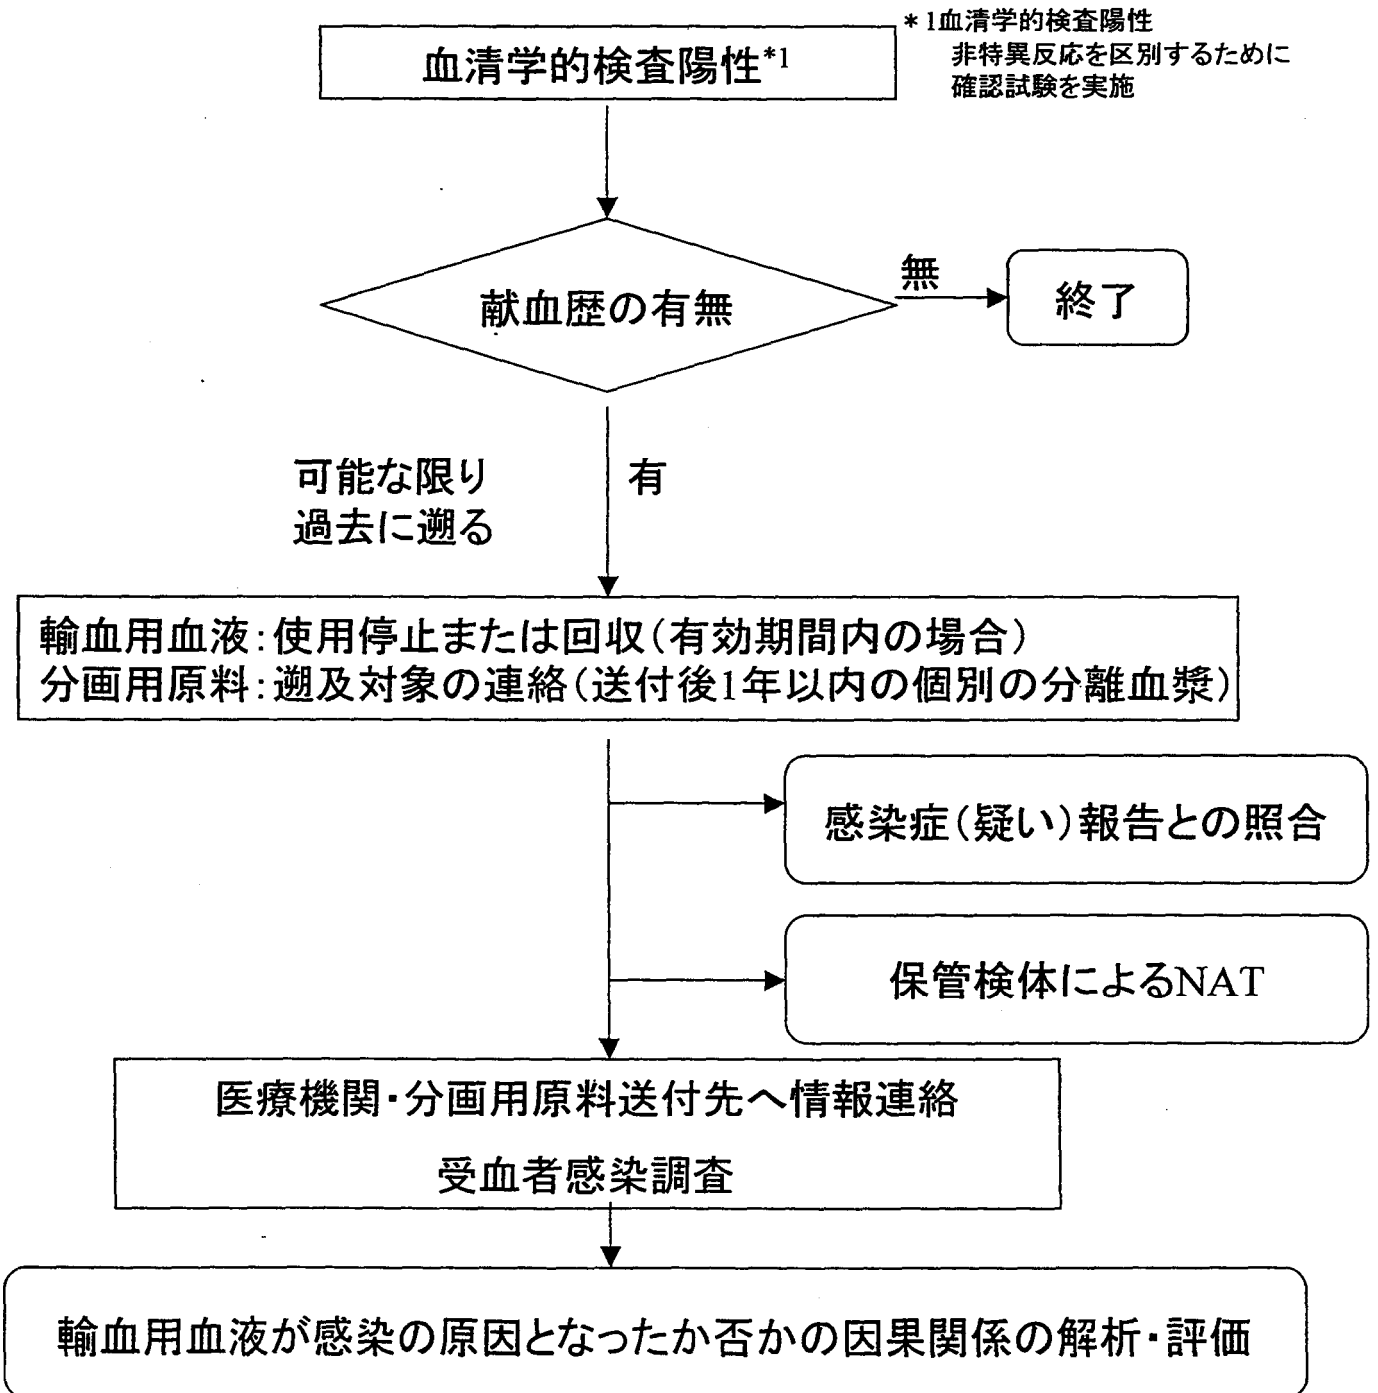 血清学的検査陽性*1
*1血清学的検査陽性
非特異反応を区別するために
確認試験を実施
献血歴の有無
無
終了
可能な限り
過去に遡る
有
輸血用血液:使用停止または回収(有効期間内の場合)
分画用原料:遡及対象の連絡(送付後1年以内の個別の分離血漿)
感染症(疑い)報告との照合
保管検体によるNAT
医療機関・分画用原料送付先へ情報連絡
受血者感染調査
輸血用血液が感染の原因となったか否かの因果関係の解析・評価